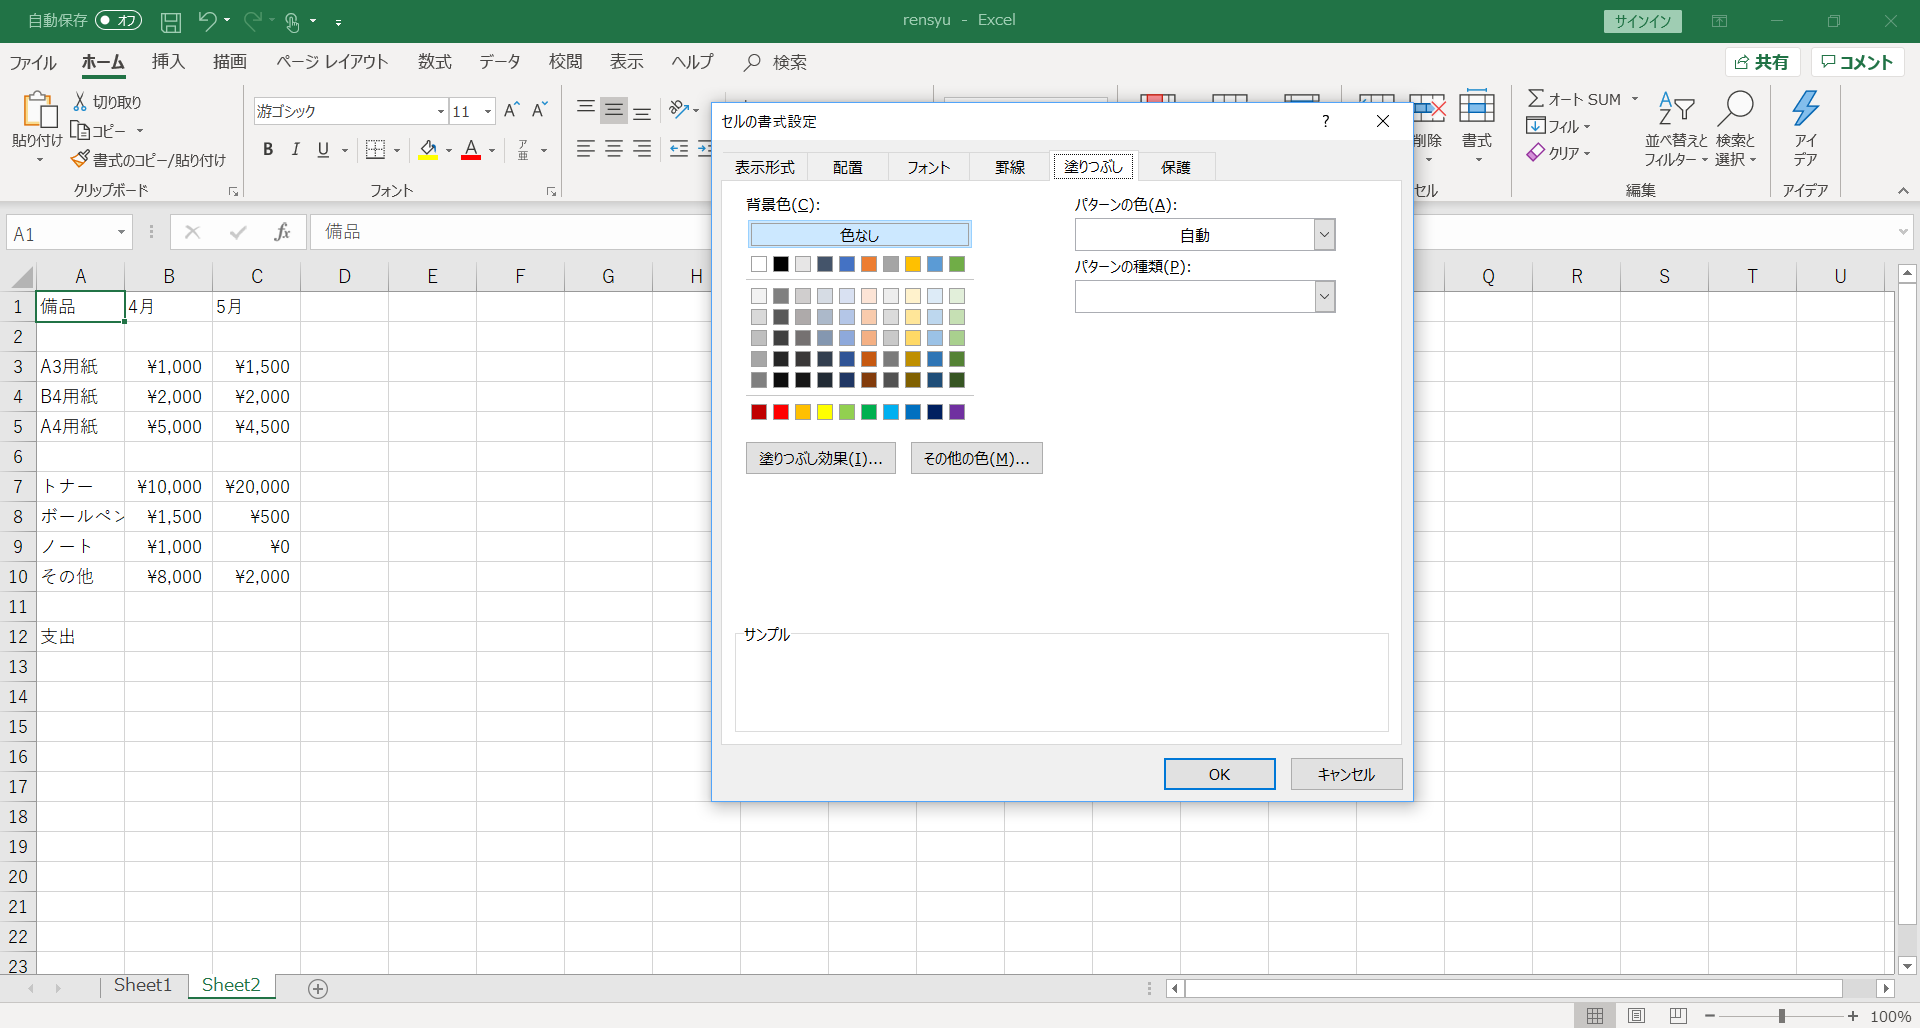 自動保存 オフ rensyu - Excel サインイン
ファイル ホーム 挿入 描画 ページ レイアウト 数式 データ 校閲 表示 ヘルプ 検索 共有 コメント
貼り付け
切り取り
コピー
書式のコピー/貼り付け
クリップボード
游ゴシック 11
B I U A ア 亜
フォント
削除 書式
セル
オート SUM
フィル
クリア
並べ替えと
フィルター
検索と
選択
編集
アイ
デア
アイデア
A1 fx 備品
A B C D E F G H Q R S T U
1 備品 4月 5月
2
3 A3用紙 ¥1,000 ¥1,500
4 B4用紙 ¥2,000 ¥2,000
5 A4用紙 ¥5,000 ¥4,500
6
7 トナー ¥10,000 ¥20,000
8 ボールペン ¥1,500 ¥500
9 ノート ¥1,000 ¥0
10 その他 ¥8,000 ¥2,000
11
12 支出
13
14
15
16
17
18
19
20
21
22
23
セルの書式設定 ?
表示形式 配置 フォント 罫線 塗りつぶし 保護
背景色(C):
色なし
塗りつぶし効果(I)... その他の色(M)...
パターンの色(A):
自動
パターンの種類(P):
サンプル
OK キャンセル
Sheet1 Sheet2
100%